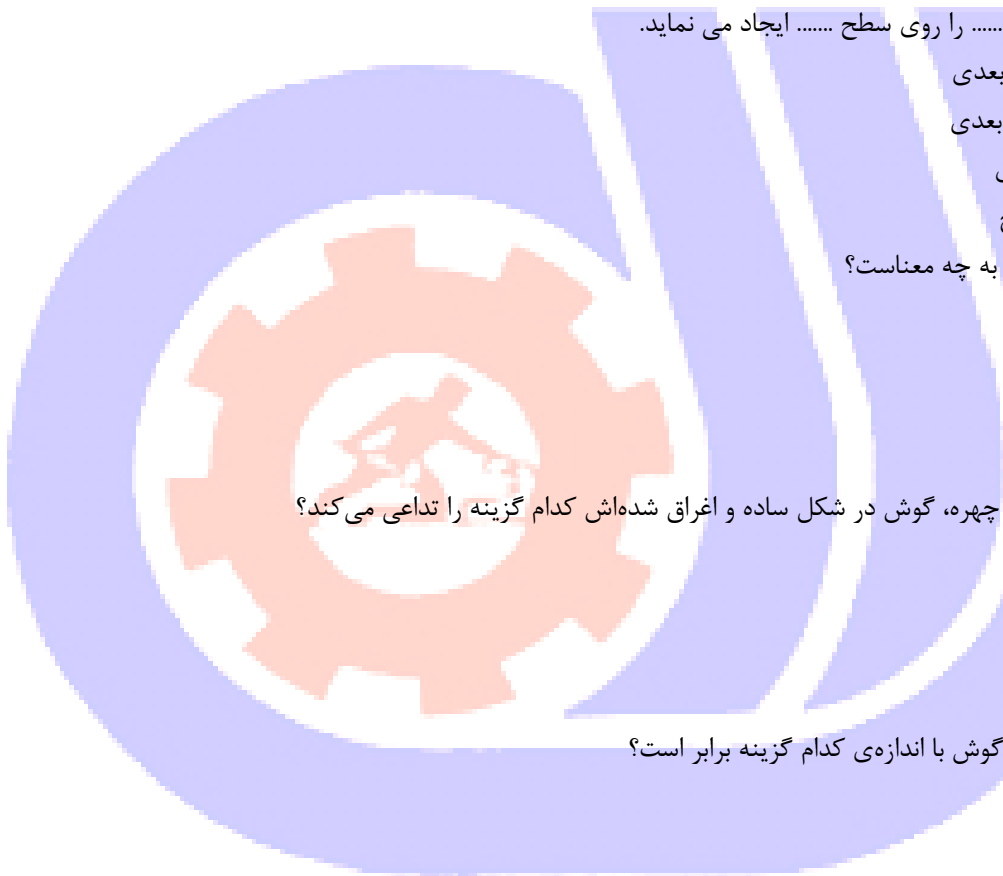 ....... را روی سطح ....... ایجاد می نماید.
بعدی
بعدی
به چه معناست؟
چهره، گوش در شکل ساده و اغراق شده‌اش کدام گزینه را تداعی می‌کند؟
گوش با اندازه‌ی کدام گزینه برابر است؟